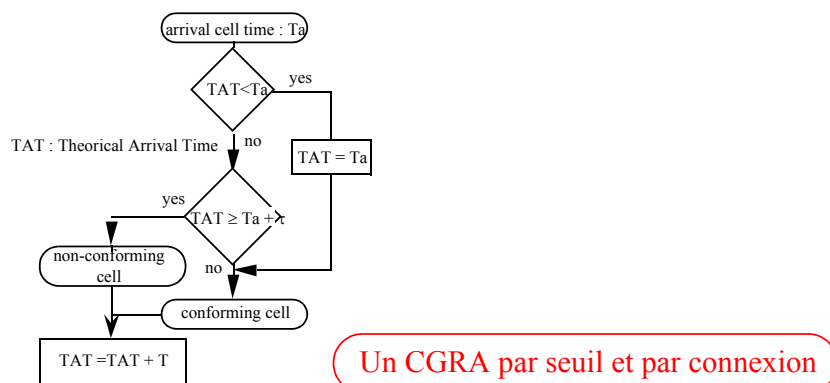 arrival cell time : Ta
yes
TAT<Ta
TAT : Theorical Arrival Time
no
TAT = Ta
yes
TAT ≥ Ta + τ
non-conforming
cell
no
conforming cell
TAT =TAT + T
Un CGRA par seuil et par connexion